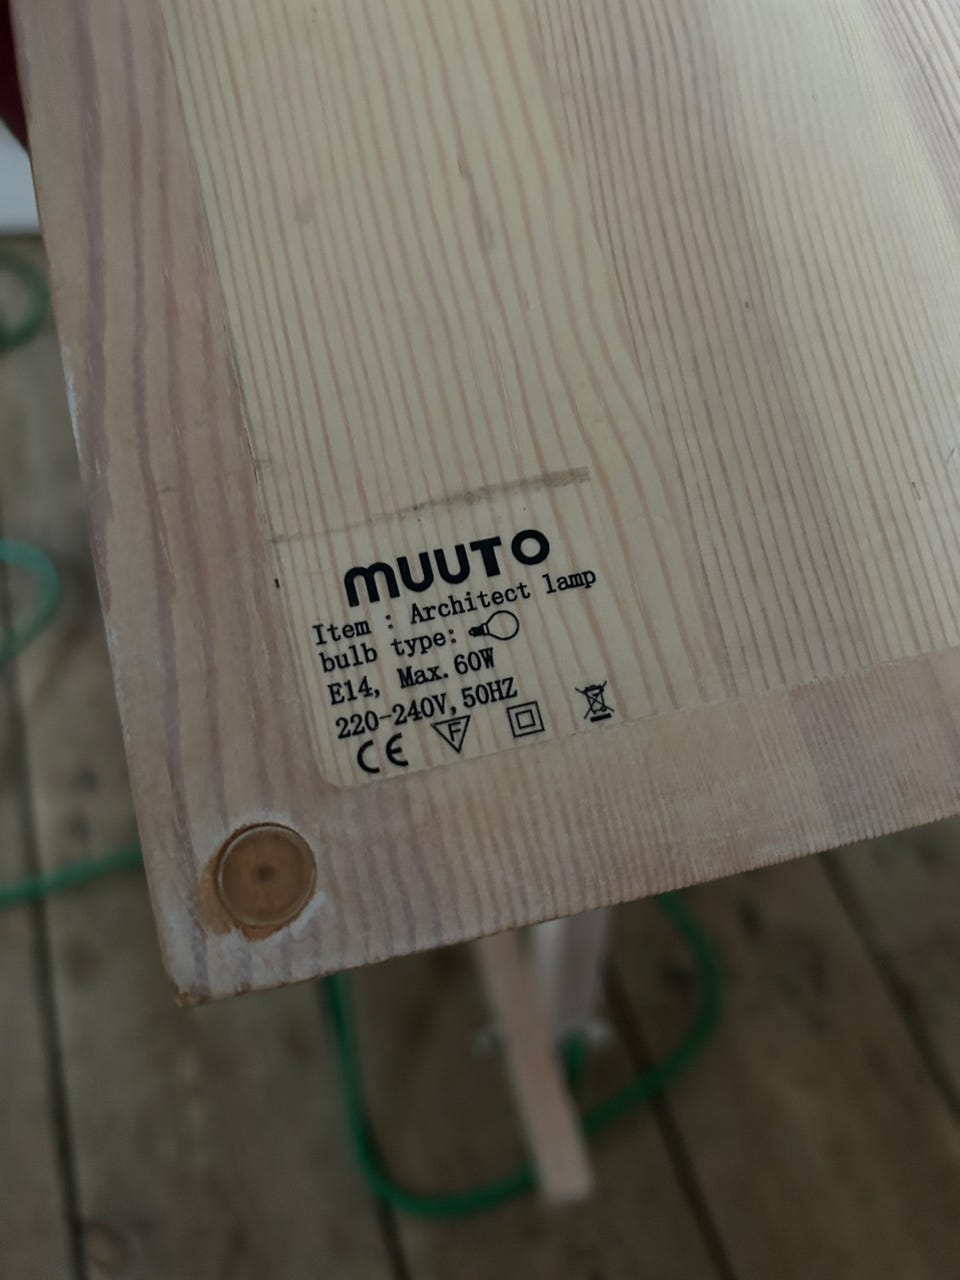 muuto
Item : Architect lamp
bulb type:
E14, Max. 60W
220-240V, 50HZ
CE F